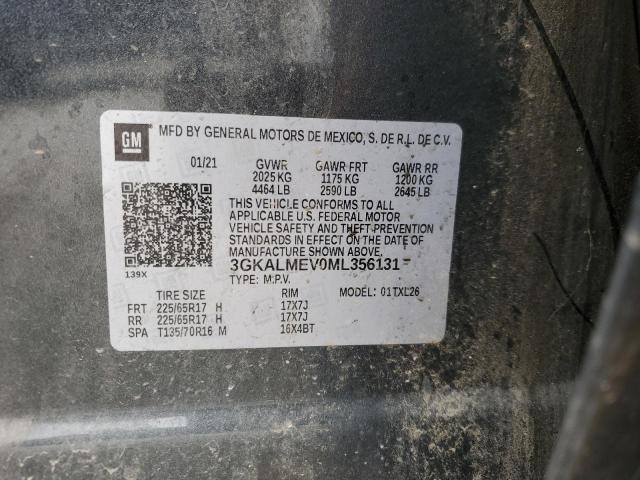 GM
MFD BY GENERAL MOTORS DE MEXICO, S. DE R.L. DE C.V.
01/21 GVWR GAWR FRT GAWR RR
2025 KG 1175 KG 1200 KG
4464 LB 2590 LB 2645 LB
THIS VEHICLE CONFORMS TO ALL
APPLICABLE U.S. FEDERAL MOTOR
VEHICLE SAFETY AND THEFT PREVENTION
STANDARDS IN EFFECT ON THE DATE OF
MANUFACTURE SHOWN ABOVE.
139X
3GKALMEV0ML356131
TYPE: M.P.V.
TIRE SIZE RIM MODEL: 01TXL26
FRT 225/65R17 H 17X7J
RR 225/65R17 H 17X7J
SPA T135/70R16 M 16X4BT